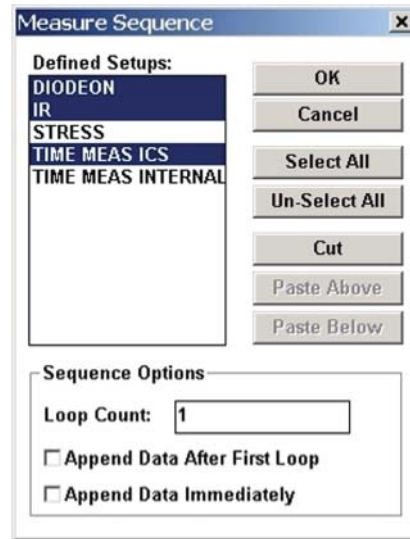 Measure Sequence
Defined Setups:
DIODEON
IR
STRESS
TIME MEAS ICS
TIME MEAS INTERNAL
OK
Cancel
Select All
Un-Select All
Cut
Paste Above
Paste Below
Sequence Options
Loop Count: 1
Append Data After First Loop
Append Data Immediately